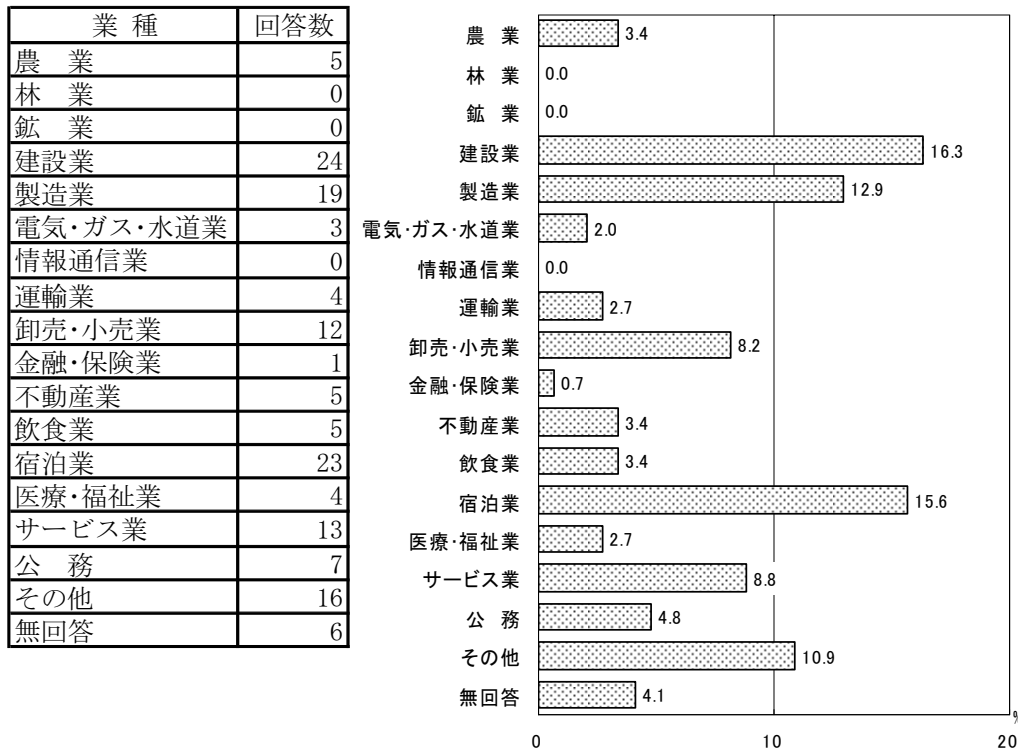 業 種 回答数
農　業 5
林　業 0
鉱　業 0
建設業 24
製造業 19
電気・ガス・水道業 3
情報通信業 0
運輸業 4
卸売・小売業 12
金融・保険業 1
不動産業 5
飲食業 5
宿泊業 23
医療・福祉業 4
サービス業 13
公　務 7
その他 16
無回答 6
農 業 3.4
林 業 0.0
鉱 業 0.0
建設業 16.3
製造業 12.9
電気・ガス・水道業 2.0
情報通信業 0.0
運輸業 2.7
卸売・小売業 8.2
金融・保険業 0.7
不動産業 3.4
飲食業 3.4
宿泊業 15.6
医療・福祉業 2.7
サービス業 8.8
公 務 4.8
その他 10.9
無回答 4.1
%
0 10 20